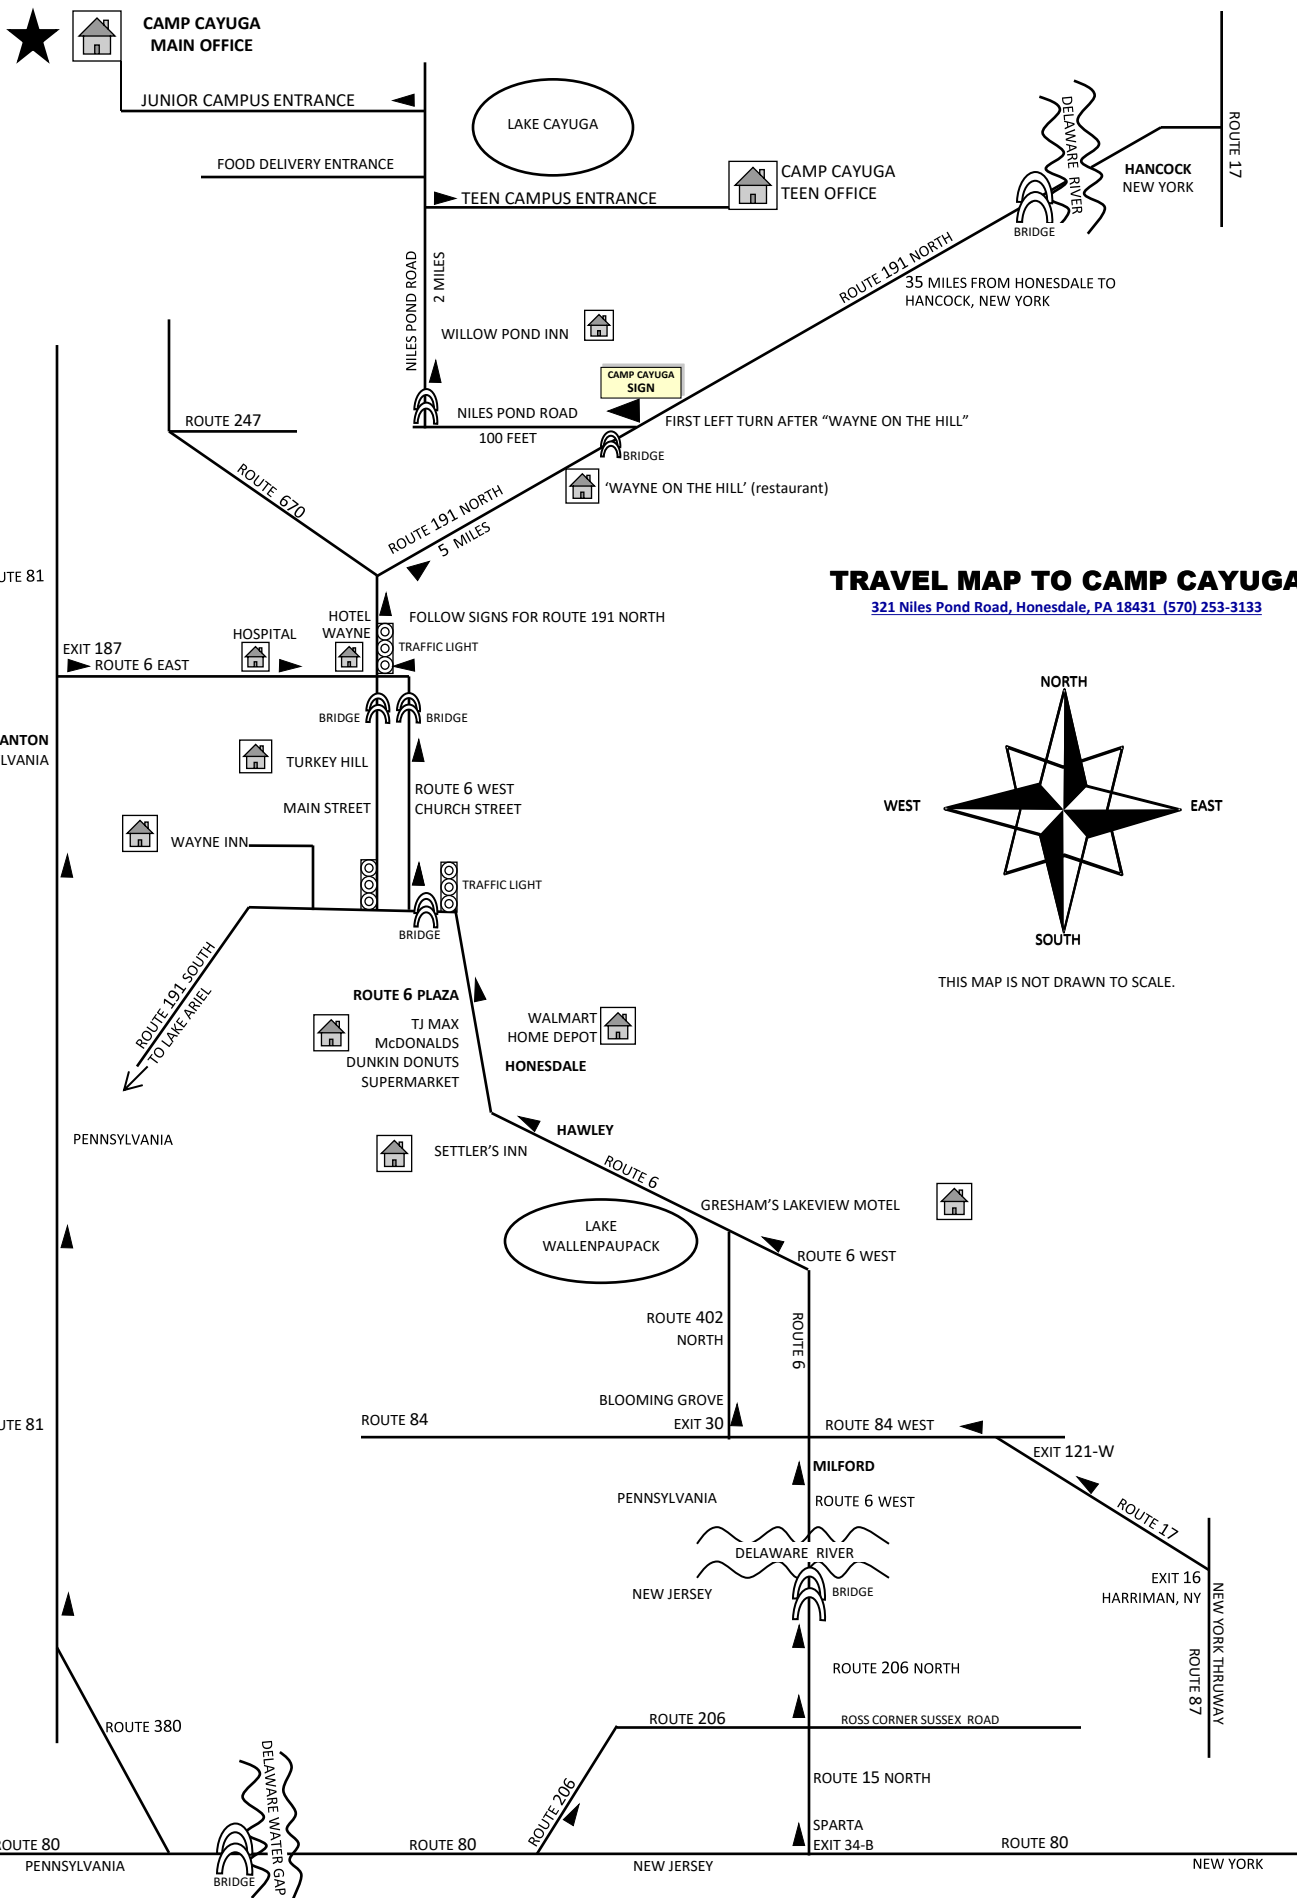 CAMP CAYUGA
MAIN OFFICE
JUNIOR CAMPUS ENTRANCE
LAKE CAYUGA
FOOD DELIVERY ENTRANCE
TEEN CAMPUS ENTRANCE
CAMP CAYUGA
TEEN OFFICE
DELAWARE RIVER
ROUTE 17
HANCOCK
NEW YORK
BRIDGE
ROUTE 191 NORTH
35 MILES FROM HONESDALE TO
HANCOCK, NEW YORK
NILES POND ROAD
2 MILES
WILLOW POND INN
CAMP CAYUGA
SIGN
NILES POND ROAD
100 FEET
FIRST LEFT TURN AFTER “WAYNE ON THE HILL”
BRIDGE
‘WAYNE ON THE HILL’ (restaurant)
ROUTE 247
ROUTE 670
ROUTE 191 NORTH
5 MILES
UTE 81
TRAVEL MAP TO CAMP CAYUGA
321 Niles Pond Road, Honesdale, PA 18431 (570) 253-3133
HOTEL
WAYNE
FOLLOW SIGNS FOR ROUTE 191 NORTH
HOSPITAL
TRAFFIC LIGHT
EXIT 187
ROUTE 6 EAST
BRIDGE
BRIDGE
ANTON
LVANIA
TURKEY HILL
MAIN STREET
ROUTE 6 WEST
CHURCH STREET
WAYNE INN
TRAFFIC LIGHT
BRIDGE
NORTH
WEST
EAST
SOUTH
THIS MAP IS NOT DRAWN TO SCALE.
ROUTE 191 SOUTH
TO LAKE ARIEL
ROUTE 6 PLAZA
TJ MAX
McDONALDS
DUNKIN DONUTS
SUPERMARKET
WALMART
HOME DEPOT
HONESDALE
PENNSYLVANIA
HAWLEY
SETTLER’S INN
ROUTE 6
GRESHAM’S LAKEVIEW MOTEL
LAKE
WALLENPAUPACK
ROUTE 6 WEST
ROUTE 402
NORTH
ROUTE 6
BLOOMING GROVE
EXIT 30
UTE 81
ROUTE 84
ROUTE 84 WEST
EXIT 121-W
MILFORD
PENNSYLVANIA
ROUTE 6 WEST
ROUTE 17
DELAWARE RIVER
NEW JERSEY
BRIDGE
EXIT 16
HARRIMAN, NY
NEW YORK THRUWAY
ROUTE 87
ROUTE 206 NORTH
ROUTE 206
ROSS CORNER SUSSEX ROAD
ROUTE 380
DELAWARE WATER GAP
ROUTE 206
ROUTE 15 NORTH
SPARTA
EXIT 34-B
ROUTE 80
PENNSYLVANIA
BRIDGE
ROUTE 80
NEW JERSEY
ROUTE 80
NEW YORK